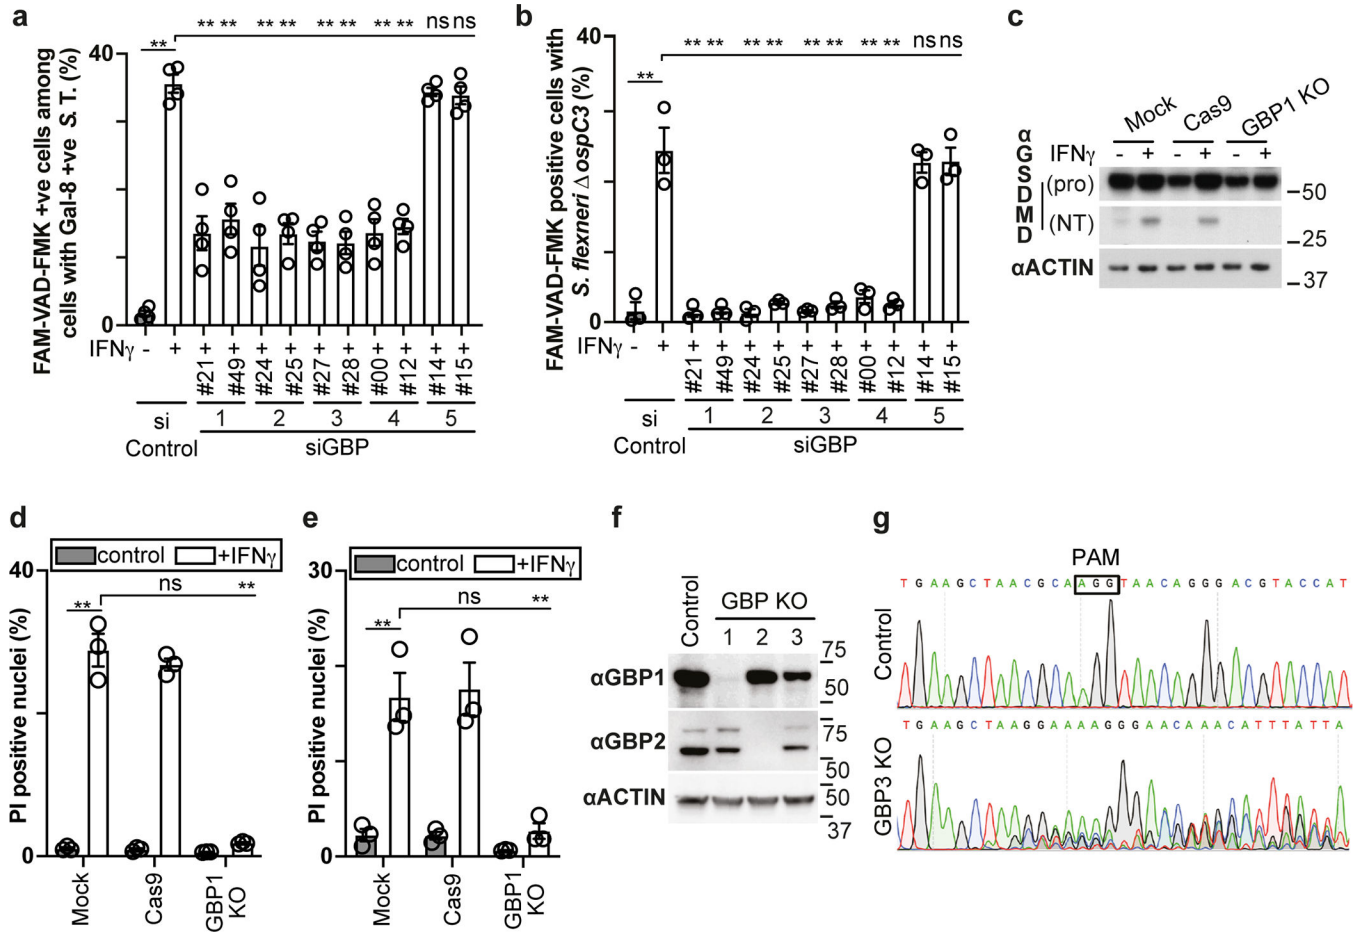 a
FAM-VAD-FMK +ve cells among
cells with Gal-8 +ve S. T. (%)
40
0
** ** ** ** ** ** ** ** ** ns ns
IFNγ - + + + + + + + + + + +
#21 #49 #24 #25 #27 #28 #00 #12 #14 #15
si
Control
1 2 3 4 5
siGBP
b
FAM-VAD-FMK positive cells with
S. flexneri ΔospC3 (%)
40
0
** ** ** ** ** ** ** ** ns ns
**
IFNγ - + + + + + + + + + + +
#21 #49 #24 #25 #27 #28 #00 #12 #14 #15
si
Control
1 2 3 4 5
siGBP
c
Mock Cas9 GBP1 KO
IFNγ - + - + - +
αGSDMD
(pro)
50
(NT)
25
αACTIN
37
d
control +IFNγ
PI positive nuclei (%)
40
0
ns **
**
Mock
Cas9
GBP1
KO
e
control +IFNγ
PI positive nuclei (%)
30
0
ns **
**
Mock
Cas9
GBP1
KO
f
Control
GBP KO
1 2 3
αGBP1
75
50
αGBP2
75
50
αACTIN
50
37
g
PAM
TGAAGCTAACGCAAGGTAACAGGGACGTACCAT
Control
TGAAGCTAAGGAAAAGGGAACAAACATTTATTA
GBP3 KO